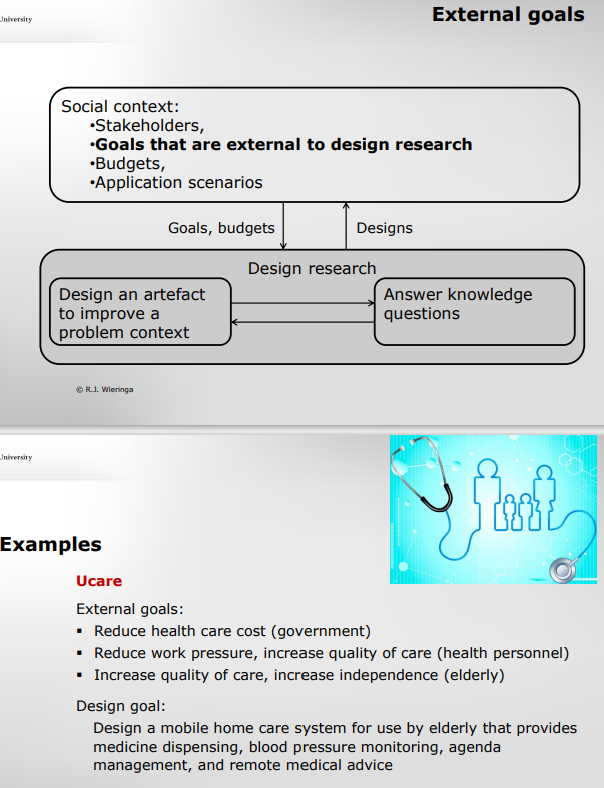 University
External goals
Social context:
•Stakeholders,
•Goals that are external to design research
•Budgets,
•Application scenarios
Goals, budgets
Designs
Design research
Design an artefact
to improve a
problem context
Answer knowledge
questions
© R.J. Wieringa
University
Examples
Ucare
External goals:
▪ Reduce health care cost (government)
▪ Reduce work pressure, increase quality of care (health personnel)
▪ Increase quality of care, increase independence (elderly)
Design goal:
Design a mobile home care system for use by elderly that provides
medicine dispensing, blood pressure monitoring, agenda
management, and remote medical advice